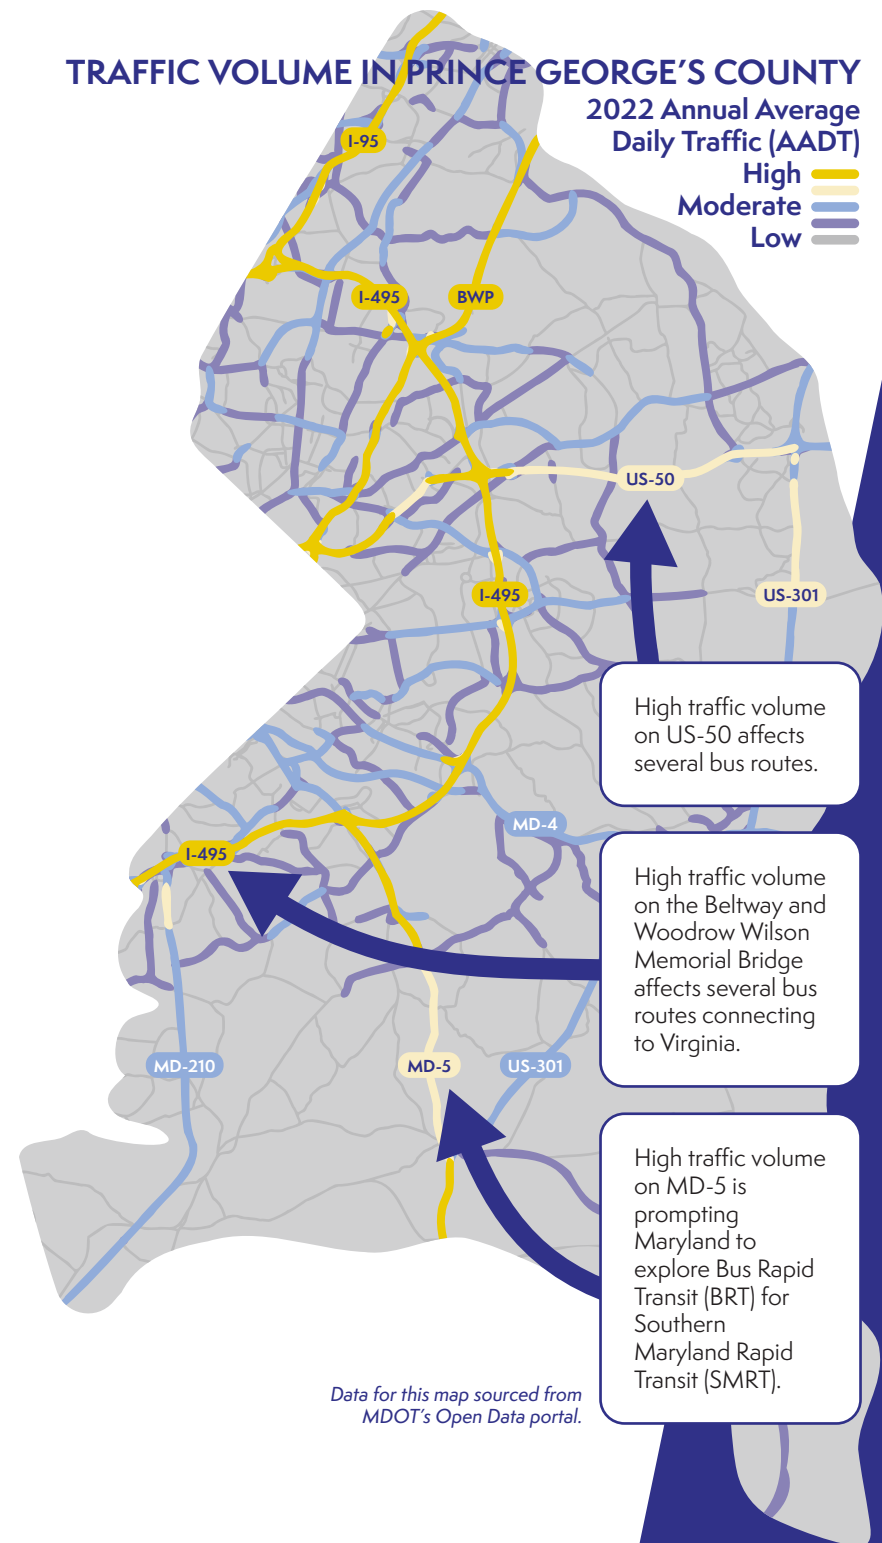 TRAFFIC VOLUME IN PRINCE GEORGE'S COUNTY
2022 Annual Average
Daily Traffic (AADT)
High
Moderate
Low
I-95
I-495
BWP
US-50
I-495
US-301
High traffic volume
on US-50 affects
several bus routes.
MD-4
I-495
High traffic volume
on the Beltway and
Woodrow Wilson
Memorial Bridge
affects several bus
routes connecting
to Virginia.
MD-210
MD-5
US-301
High traffic volume
on MD-5 is
prompting
Maryland to
explore Bus Rapid
Transit (BRT) for
Southern
Maryland Rapid
Transit (SMRT).
Data for this map sourced from
MDOT's Open Data portal.